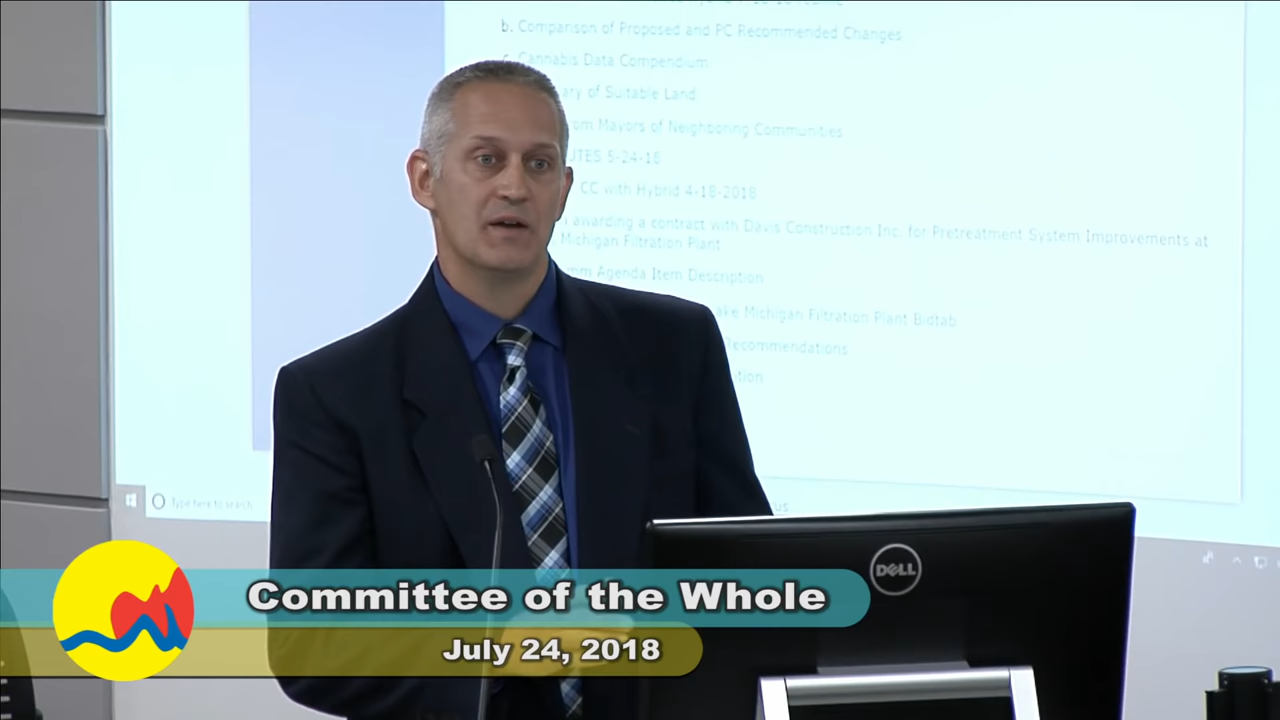 b. Comparison of Proposed and PC Recommended Changes
Cannabis Data Compendium
ary of Suitable Land
om Mayors of Neighboring Communities
UTES 5-24-18
CC with Hybrid 4-18-2018
awarding a contract with Davis Construction Inc. for Pretreatment System Improvements at
Michigan Filtration Plant
mm Agenda Item Description
ake Michigan Filtration Plant Bidtab
Recommendations
Type here to search
DELL
Committee of the Whole
July 24, 2018